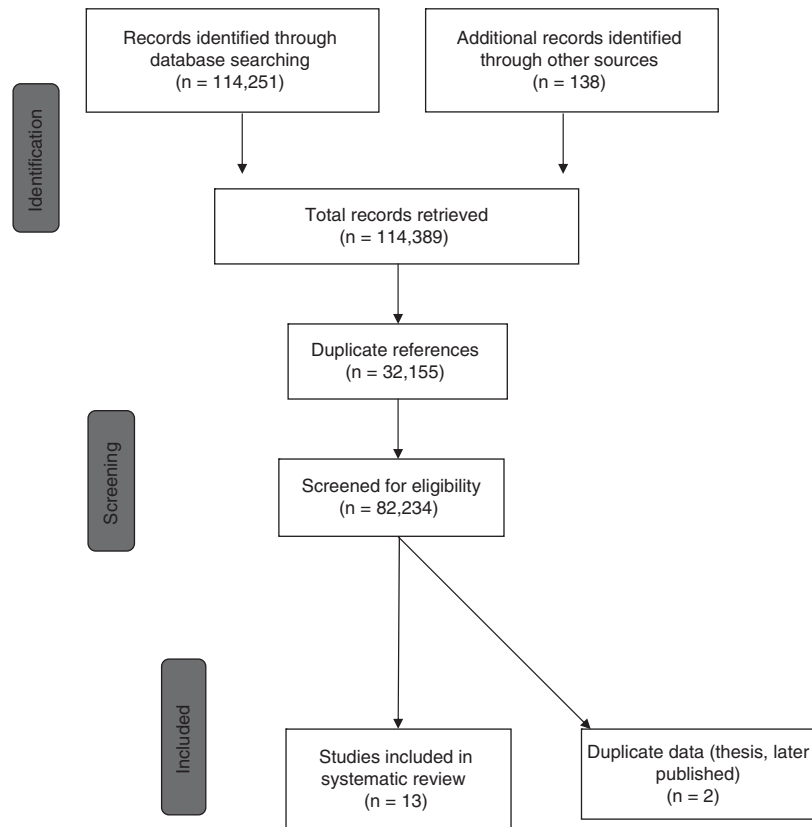 Records identified through
database searching
(n = 114,251)
Additional records identified
through other sources
(n = 138)
Identification
Total records retrieved
(n = 114,389)
Duplicate references
(n = 32,155)
Screening
Screened for eligibility
(n = 82,234)
Included
Studies included in
systematic review
(n = 13)
Duplicate data (thesis, later
published)
(n = 2)